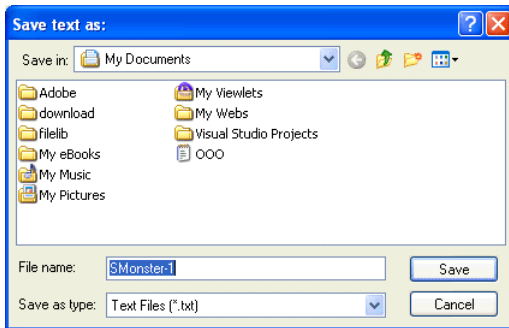 Save text as:
Save in: My Documents
Adobe
download
filelib
My eBooks
My Music
My Pictures
My Viewlets
My Webs
Visual Studio Projects
OOO
File name: SMonster-1
Save
Save as type: Text Files (*.txt)
Cancel